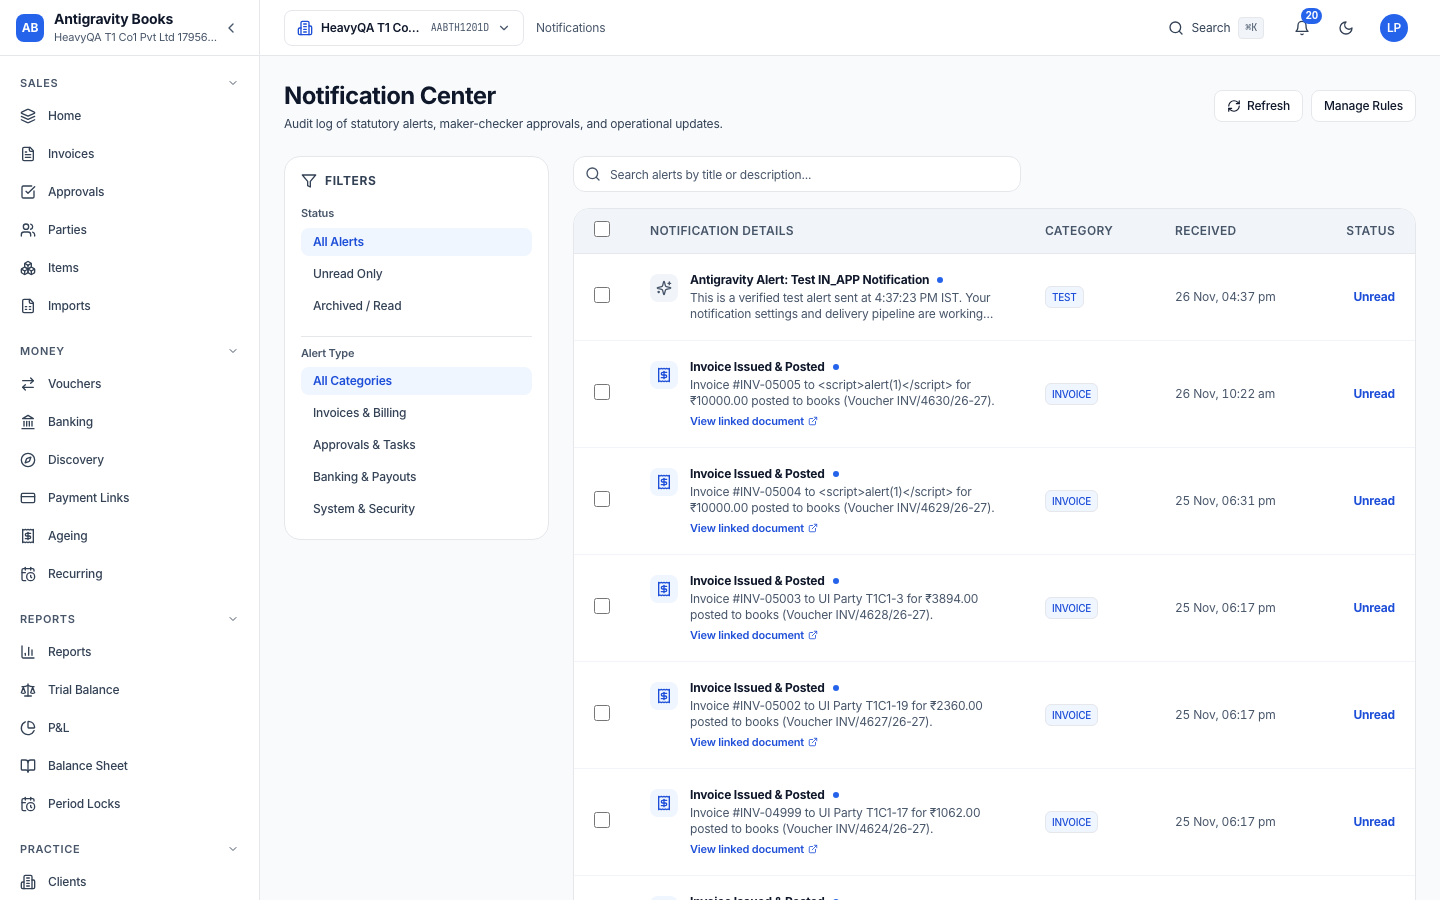 AB
Antigravity Books
HeavyQA T1 Co1 Pvt Ltd 17956...
HeavyQA T1 Co... AABTH1201D
Notifications
Search ⌘K
20
LP
SALES
Home
Invoices
Approvals
Parties
Items
Imports
MONEY
Vouchers
Banking
Discovery
Payment Links
Ageing
Recurring
REPORTS
Reports
Trial Balance
P&L
Balance Sheet
Period Locks
PRACTICE
Clients
Notification Center
Audit log of statutory alerts, maker-checker approvals, and operational updates.
Refresh
Manage Rules
FILTERS
Status
All Alerts
Unread Only
Archived / Read
Alert Type
All Categories
Invoices & Billing
Approvals & Tasks
Banking & Payouts
System & Security
Search alerts by title or description...
NOTIFICATION DETAILS CATEGORY RECEIVED STATUS
Antigravity Alert: Test IN_APP Notification
This is a verified test alert sent at 4:37:23 PM IST. Your
notification settings and delivery pipeline are working...
TEST
26 Nov, 04:37 pm
Unread
Invoice Issued & Posted
Invoice #INV-05005 to <script>alert(1)</script> for
₹10000.00 posted to books (Voucher INV/4630/26-27).
View linked document
INVOICE
26 Nov, 10:22 am
Unread
Invoice Issued & Posted
Invoice #INV-05004 to <script>alert(1)</script> for
₹10000.00 posted to books (Voucher INV/4629/26-27).
View linked document
INVOICE
25 Nov, 06:31 pm
Unread
Invoice Issued & Posted
Invoice #INV-05003 to UI Party T1C1-3 for ₹3894.00
posted to books (Voucher INV/4628/26-27).
View linked document
INVOICE
25 Nov, 06:17 pm
Unread
Invoice Issued & Posted
Invoice #INV-05002 to UI Party T1C1-19 for ₹2360.00
posted to books (Voucher INV/4627/26-27).
View linked document
INVOICE
25 Nov, 06:17 pm
Unread
Invoice Issued & Posted
Invoice #INV-04999 to UI Party T1C1-17 for ₹1062.00
posted to books (Voucher INV/4624/26-27).
View linked document
INVOICE
25 Nov, 06:17 pm
Unread